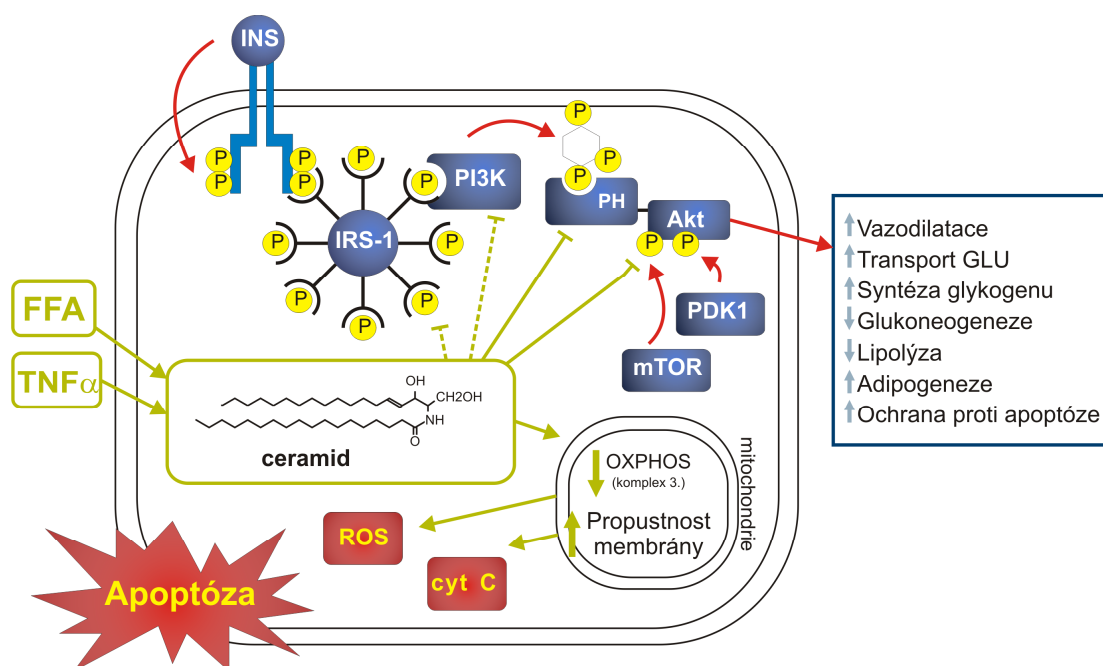 INS
P
P
P
P
P
P
P
P
P
P
P
P
IRS-1
PI3K
P
P
P
PH
Akt
P
P
PDK1
mTOR
Vazodilatace
Transport GLU
Syntéza glykogenu
Glukoneogeneze
Lipolýza
Adipogeneze
Ochrana proti apoptóze
FFA
TNFα
OH
CH2OH
NH
O
ceramid
mitochondrie
OXPHOS
(komplex 3.)
Propustnost
membrány
ROS
cyt C
Apoptóza